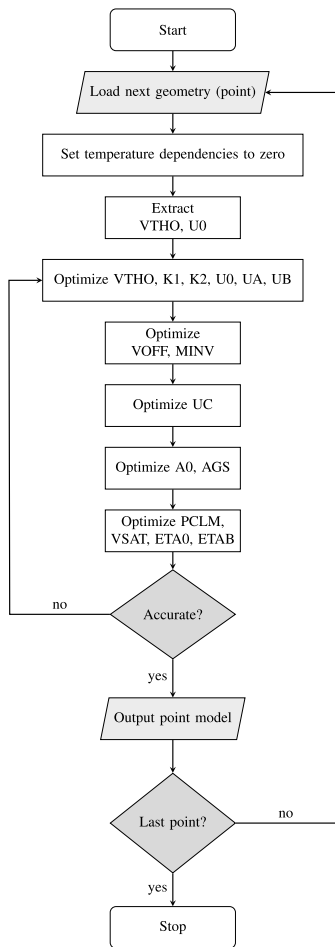 Start
Load next geometry (point)
Set temperature dependencies to zero
Extract
VTHO, U0
Optimize VTHO, K1, K2, U0, UA, UB
Optimize
VOFF, MINV
Optimize UC
Optimize A0, AGS
Optimize PCLM,
VSAT, ETA0, ETAB
Accurate?
no
yes
Output point model
Last point?
no
yes
Stop